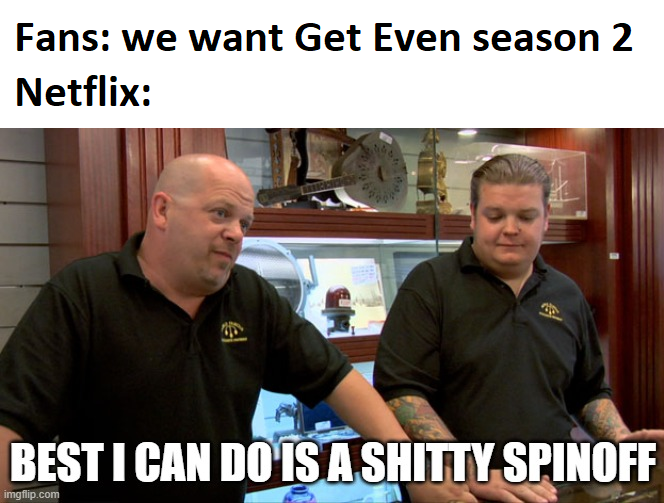 Fans: we want Get Even season 2
Netflix:
BEST I CAN DO IS A SHITTY SPINOFF
imgflip.com